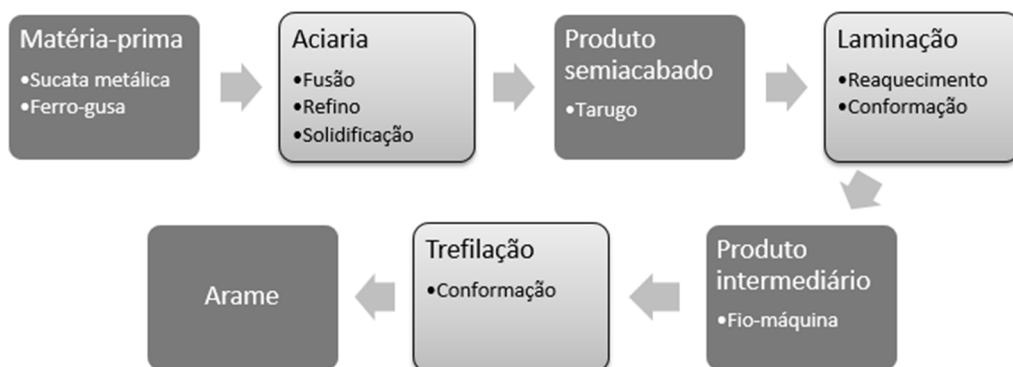 Matéria-prima
•Sucata metálica
•Ferro-gusa
Aciaria
•Fusão
•Refino
•Solidificação
Produto
semiacabado
•Tarugo
Laminação
•Reaquecimento
•Conformação
Produto
intermediário
•Fio-máquina
Trefilação
•Conformação
Arame